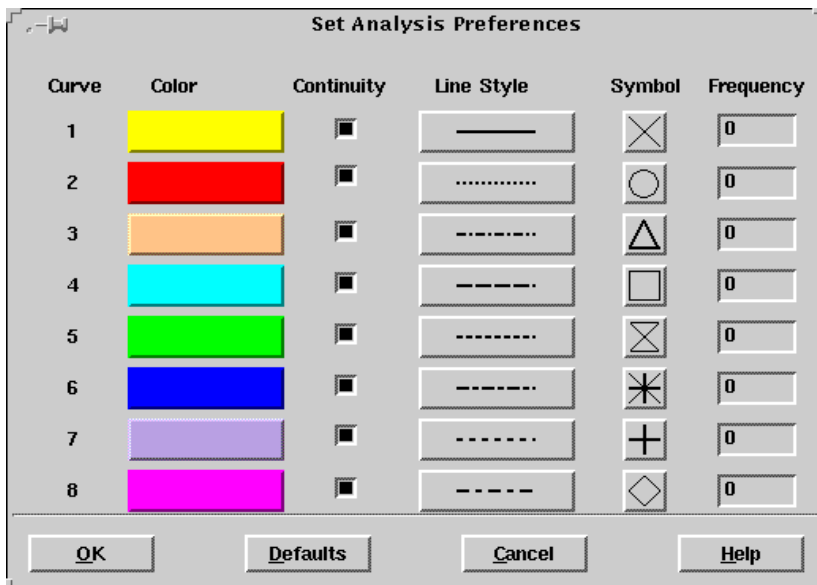 Set Analysis Preferences
Curve Color Continuity Line Style Symbol Frequency
1 0
2 0
3 0
4 0
5 0
6 0
7 0
8 0
OK Defaults Cancel Help